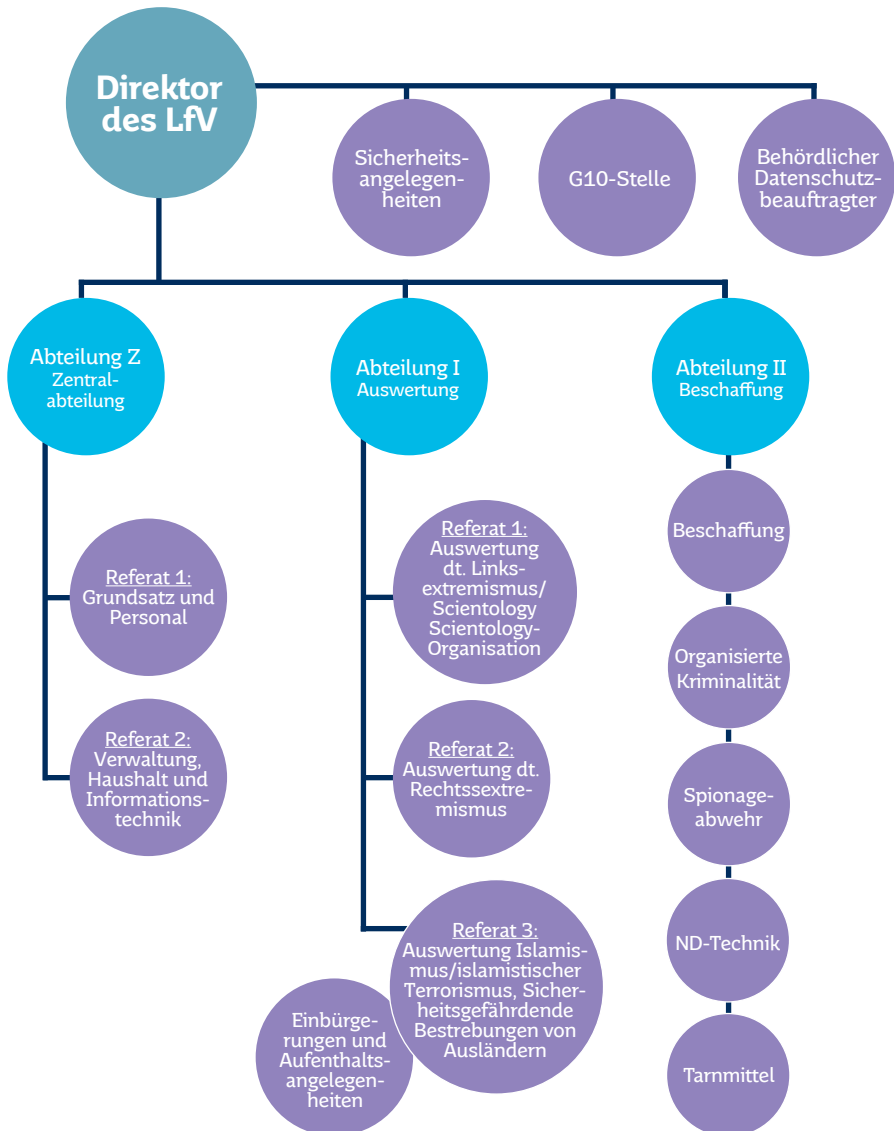 Direktor
des LfV
Sicherheits-
angelegen-
heiten
G10-Stelle
Behördlicher
Datenschutz-
beauftragter
Abteilung Z
Zentral-
abteilung
Abteilung I
Auswertung
Abteilung II
Beschaffung
Referat 1:
Grundsatz und
Personal
Referat 2:
Verwaltung,
Haushalt und
Informations-
technik
Referat 1:
Auswertung
dt. Links-
extremismus/
Scientology
Scientology-
Organisation
Referat 2:
Auswertung dt.
Rechtssextre-
mismus
Referat 3:
Auswertung Islamis-
mus/islamistischer
Terrorismus, Sicher-
heitsgefährdende
Bestrebungen von
Ausländern
Einbürge-
rungen und
Aufenthalts-
angelegen-
heiten
Beschaffung
Organisierte
Kriminalität
Spionage-
abwehr
ND-Technik
Tarnmittel